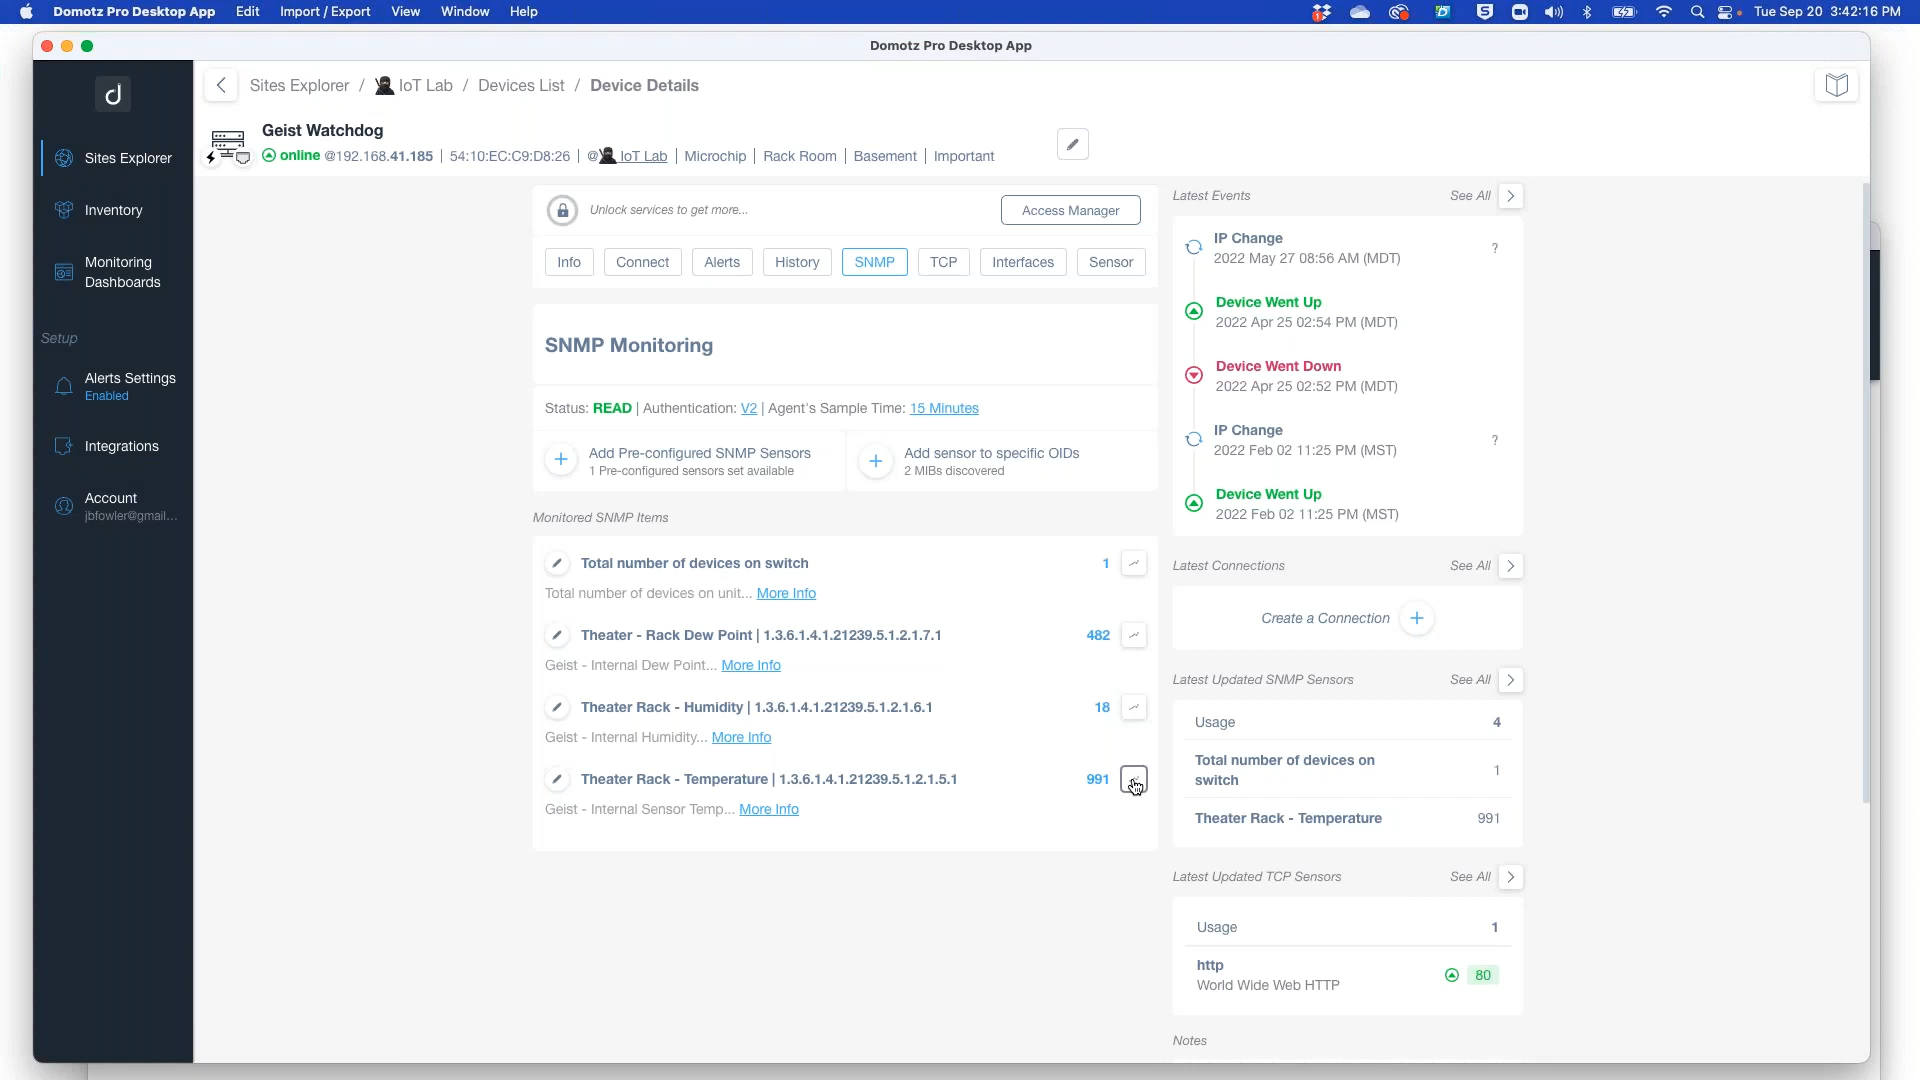 Domotz Pro Desktop App Edit Import / Export View Window Help Tue Sep 20 3:42:16 PM
Domotz Pro Desktop App
Sites Explorer / IoT Lab / Devices List / Device Details
Geist Watchdog
online @192.168.41.185 | 54:10:EC:C9:D8:26 | @ IoT Lab | Microchip | Rack Room | Basement | Important
d
Sites Explorer
Inventory
Monitoring
Dashboards
Setup
Alerts Settings
Enabled
Integrations
Account
jbfowler@gmail...
Unlock services to get more...
Access Manager
Info Connect Alerts History SNMP TCP Interfaces Sensor
SNMP Monitoring
Status: READ | Authentication: V2 | Agent's Sample Time: 15 Minutes
Add Pre-configured SNMP Sensors
1 Pre-configured sensors set available
Add sensor to specific OIDs
2 MIBs discovered
Monitored SNMP Items
Total number of devices on switch 1
Total number of devices on unit... More Info
Theater - Rack Dew Point | 1.3.6.1.4.1.21239.5.1.2.1.7.1 482
Geist - Internal Dew Point... More Info
Theater Rack - Humidity | 1.3.6.1.4.1.21239.5.1.2.1.6.1 18
Geist - Internal Humidity... More Info
Theater Rack - Temperature | 1.3.6.1.4.1.21239.5.1.2.1.5.1 991
Geist - Internal Sensor Temp... More Info
Latest Events See All
IP Change ?
2022 May 27 08:56 AM (MDT)
Device Went Up
2022 Apr 25 02:54 PM (MDT)
Device Went Down
2022 Apr 25 02:52 PM (MDT)
IP Change ?
2022 Feb 02 11:25 PM (MST)
Device Went Up
2022 Feb 02 11:25 PM (MST)
Latest Connections See All
Create a Connection
Latest Updated SNMP Sensors See All
Usage 4
Total number of devices on
switch 1
Theater Rack - Temperature 991
Latest Updated TCP Sensors See All
Usage 1
http 80
World Wide Web HTTP
Notes